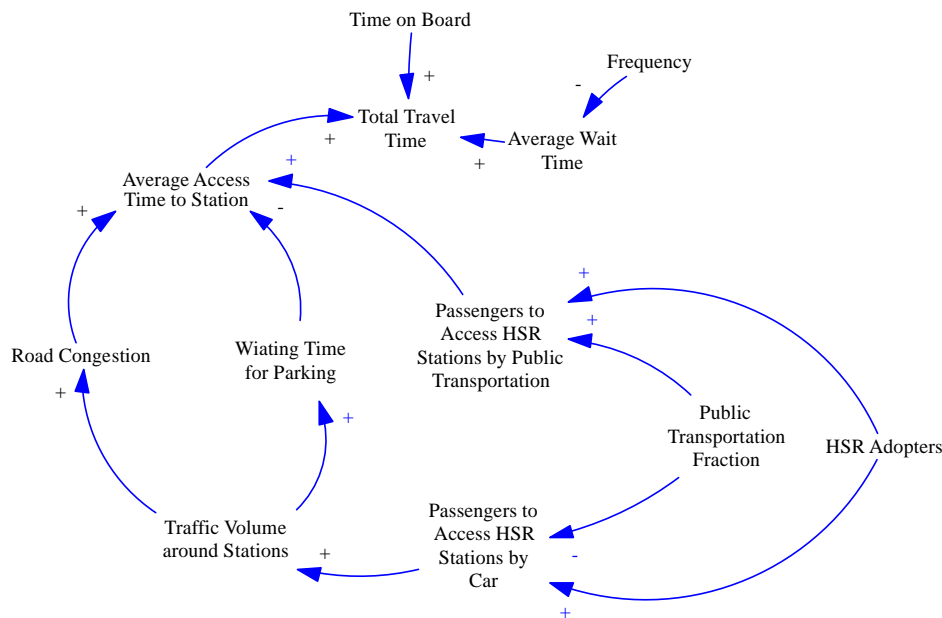 Time on Board
+
Frequency
-
Total Travel
Time
+
Average Wait
Time
+
+
Average Access
Time to Station
+
-
+
Passengers to
Access HSR
Stations by Public
Transportation
+
+
Road Congestion
+
Wiating Time
for Parking
+
Public
Transportation
Fraction
HSR Adopters
Traffic Volume
around Stations
+
Passengers to
Access HSR
Stations by
Car
-
+